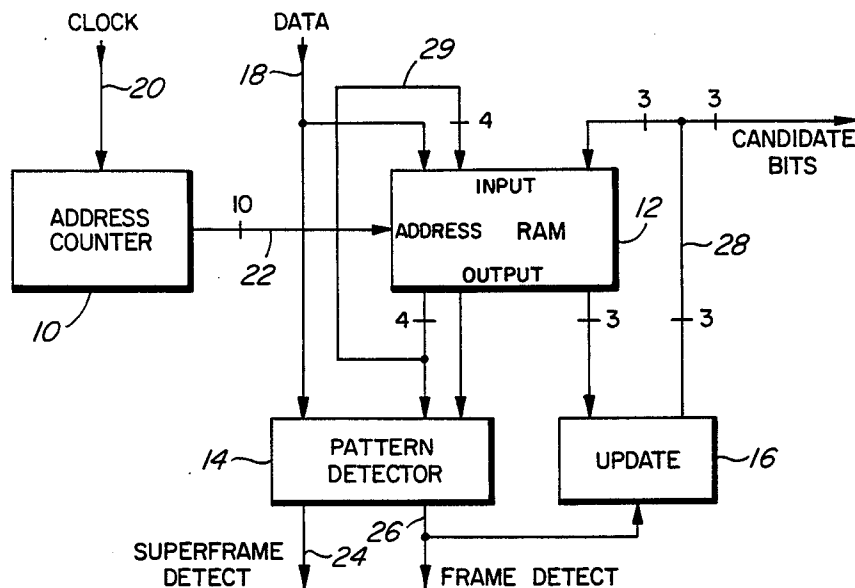 CLOCK
DATA
20
18
29
4
3
3
CANDIDATE
BITS
ADDRESS
COUNTER
10
10
22
INPUT
ADDRESS
RAM
OUTPUT
12
28
4
3
3
14
PATTERN
DETECTOR
UPDATE
16
SUPERFRAME
DETECT
24
26
FRAME DETECT